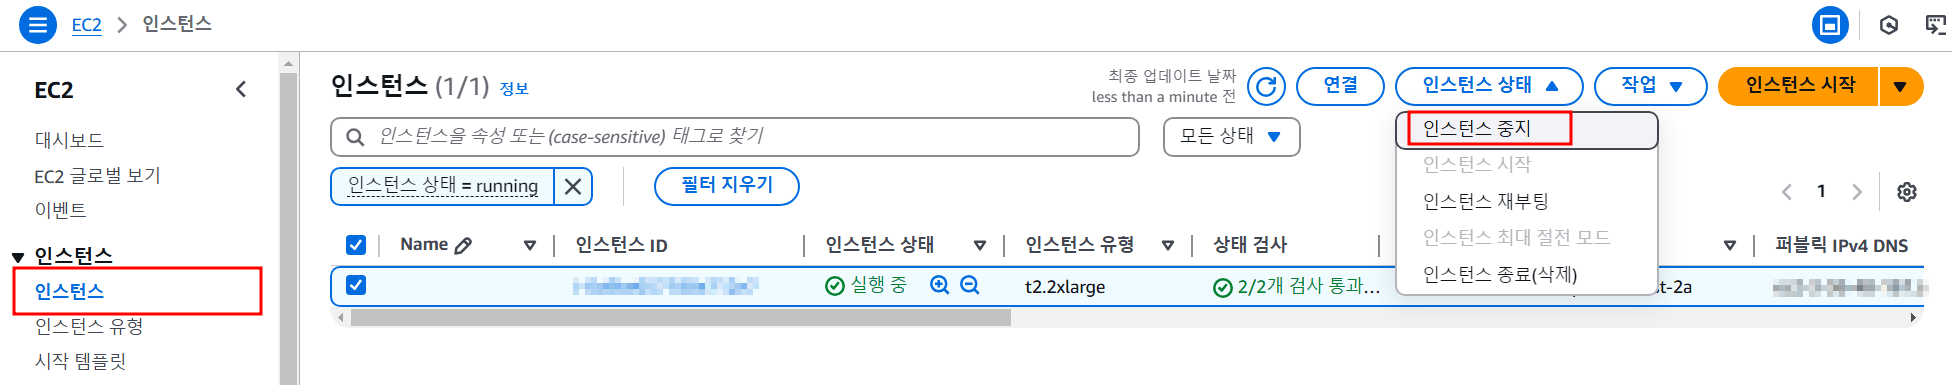 EC2 > 인스턴스
EC2
대시보드
EC2 글로벌 보기
이벤트
인스턴스
인스턴스
인스턴스 유형
시작 템플릿
인스턴스 (1/1) 정보
최종 업데이트 날짜
less than a minute 전
연결
인스턴스 상태
작업
인스턴스 시작
인스턴스을 속성 또는 (case-sensitive) 태그로 찾기
모든 상태
인스턴스 중지
인스턴스 시작
인스턴스 재부팅
인스턴스 최대 절전 모드
인스턴스 종료(삭제)
인스턴스 상태 = running
필터 지우기
1
Name 인스턴스 ID 인스턴스 상태 인스턴스 유형 상태 검사 퍼블릭 IPv4 DNS
실행 중 t2.2xlarge 2/2개 검사 통과... st-2a